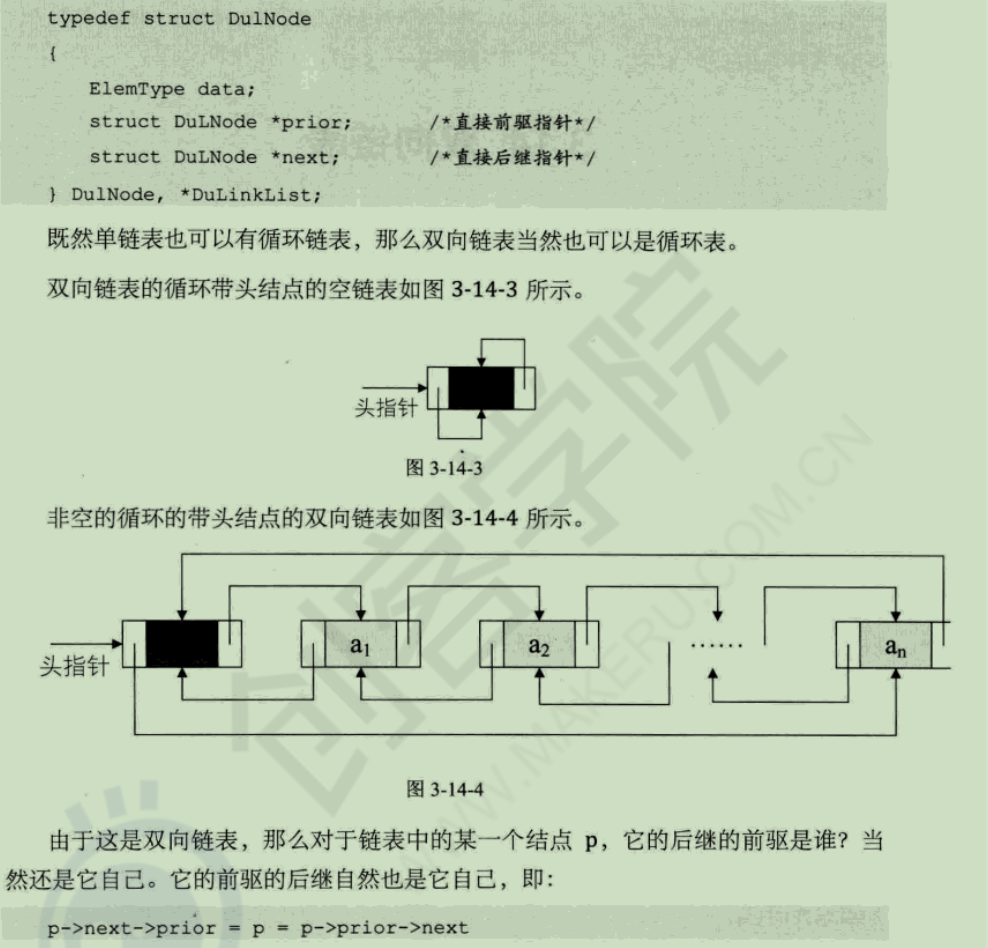 typedef struct DulNode
{
ElemType data;
struct DuLNode *prior; /*直接前驱指针*/
struct DuLNode *next; /*直接后继指针*/
} DulNode, *DuLinkList;
既然单链表也可以有循环链表，那么双向链表当然也可以是循环表。
双向链表的循环带头结点的空链表如图 3-14-3 所示。
头指针
图 3-14-3
非空的循环的带头结点的双向链表如图 3-14-4 所示。
头指针
a1 a2 ······ an
图 3-14-4
由于这是双向链表，那么对于链表中的某一个结点 p，它的后继的前驱是谁？当
然还是它自己。它的前驱的后继自然也是它自己，即：
p->next->prior = p = p->prior->next
创客学院
WWW.MAKERU.COM.CN